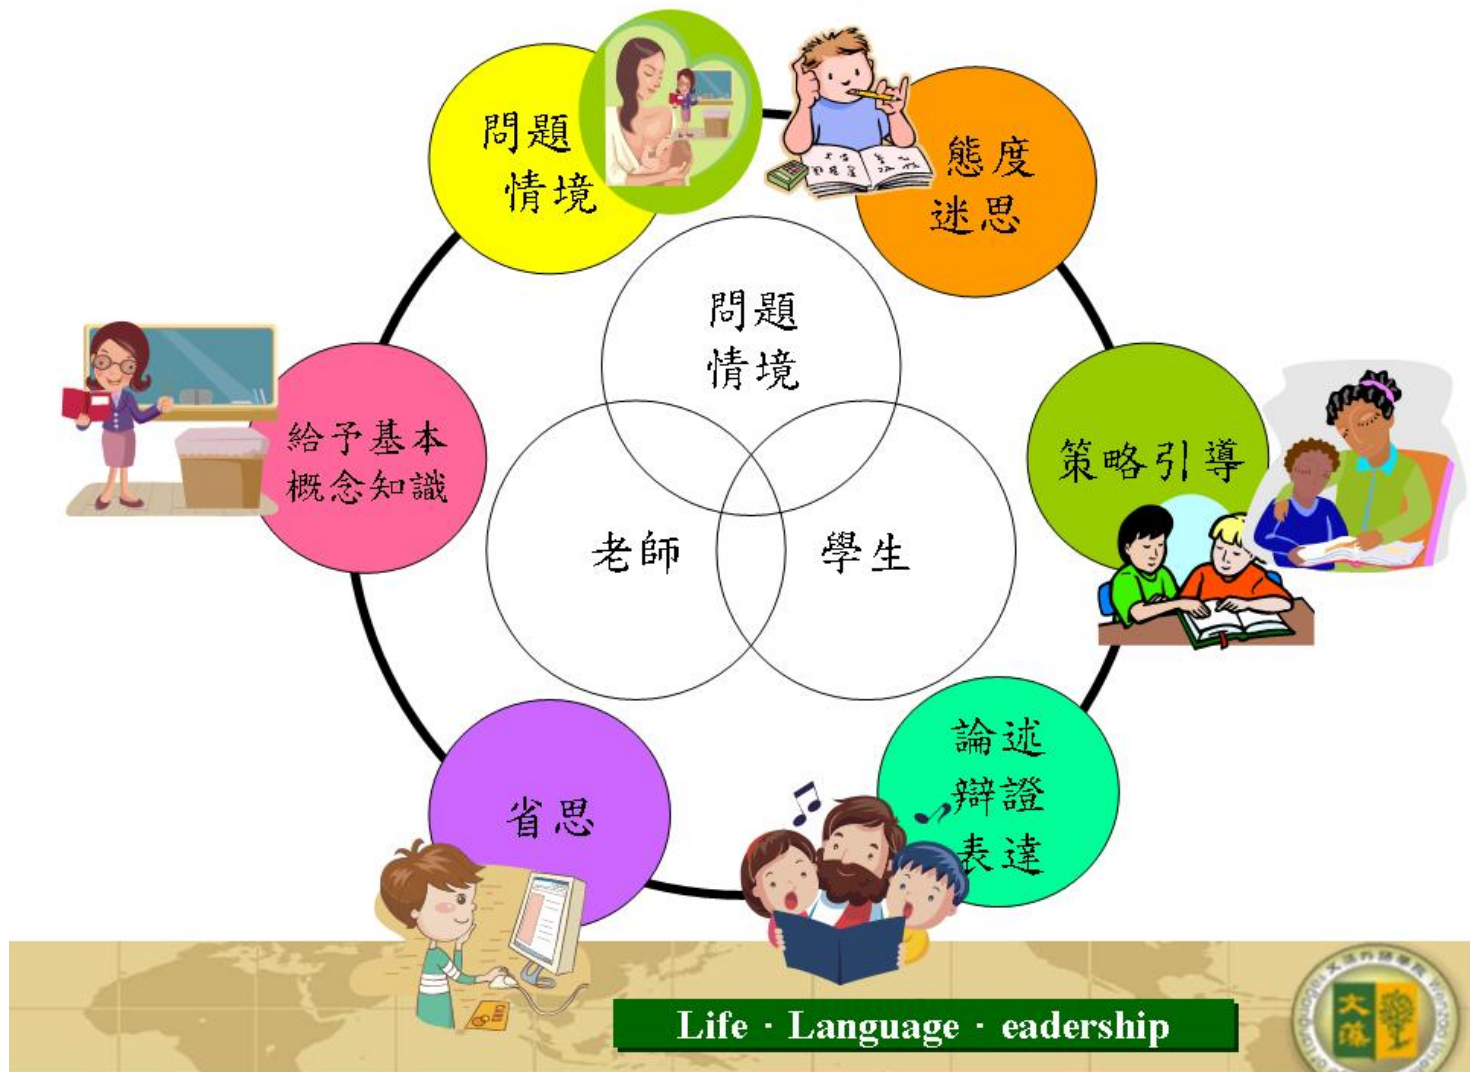 問題
情境
態度
迷思
問題
情境
給予基本
概念知識
策略引導
老師
學生
論述
辯證
表達
省思
Life · Language · eadership
文藻